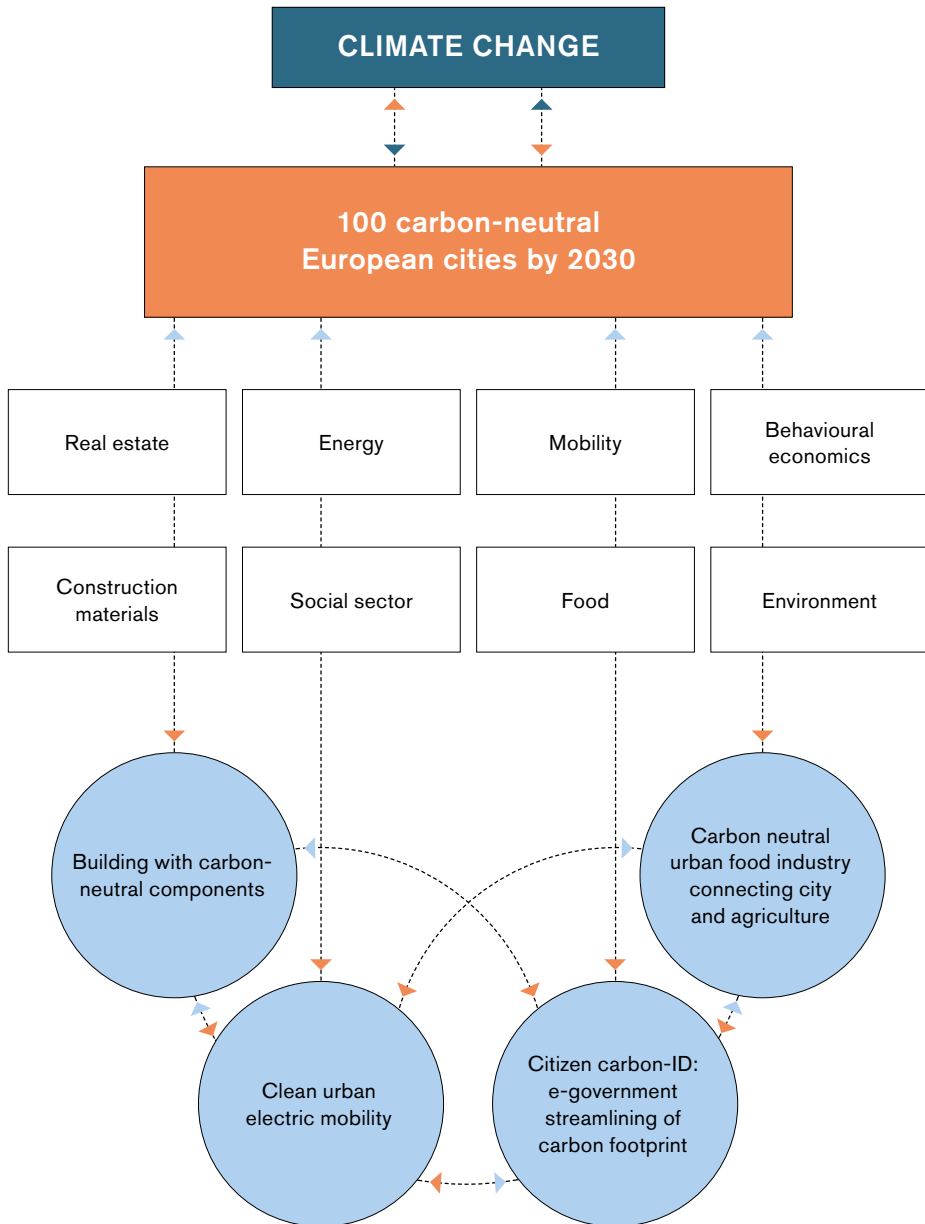 CLIMATE CHANGE
100 carbon-neutral
European cities by 2030
Real estate
Energy
Mobility
Behavioural
economics
Construction
materials
Social sector
Food
Environment
Building with carbon-
neutral components
Carbon neutral
urban food industry
connecting city
and agriculture
Clean urban
electric mobility
Citizen carbon-ID:
e-government
streamlining of
carbon footprint